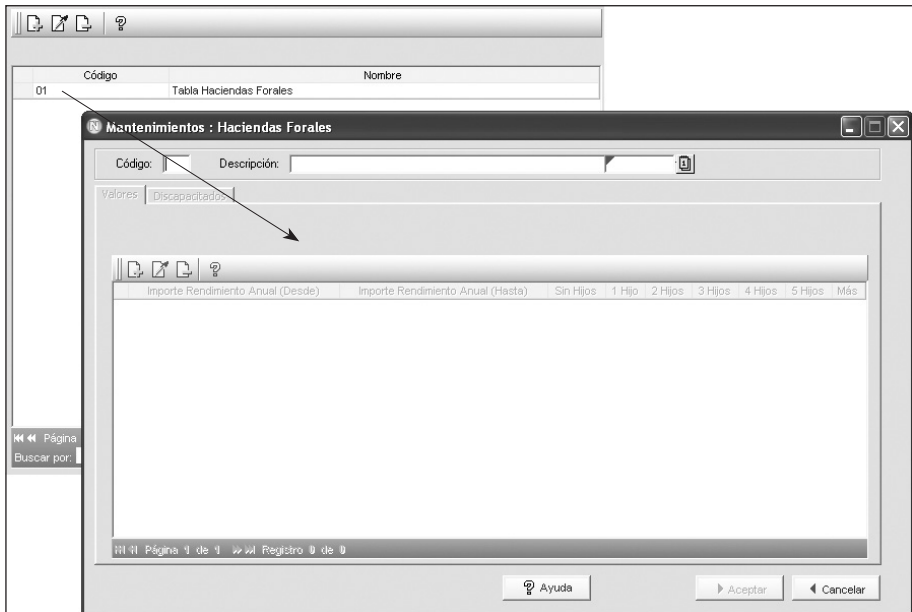 Código Nombre
01 Tabla Haciendas Forales
Mantenimientos : Haciendas Forales
Código: Descripción:
Valores Discapacitados
Importe Rendimiento Anual (Desde) Importe Rendimiento Anual (Hasta) Sin Hijos 1 Hijo 2 Hijos 3 Hijos 4 Hijos 5 Hijos Más
Página
Buscar por:
Página 1 de 1 Registro 0 de 0
Ayuda Aceptar Cancelar